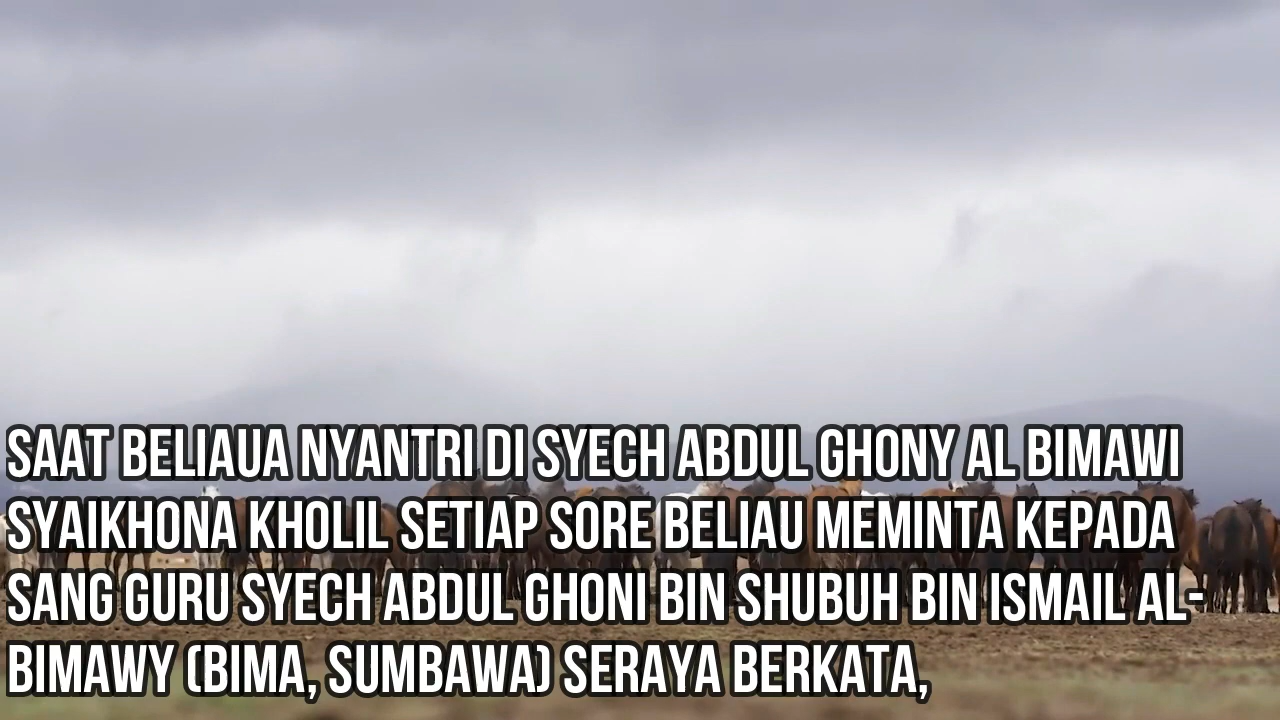 SAAT BELIAUA NYANTRI DI SYECH ABDUL GHONY AL BIMAWI
SYAIKHONA KHOLIL SETIAP SORE BELIAU MEMINTA KEPADA
SANG GURU SYECH ABDUL GHONI BIN SHUBUH BIN ISMAIL AL-
BIMAWY (BIMA, SUMBAWA) SERAYA BERKATA,